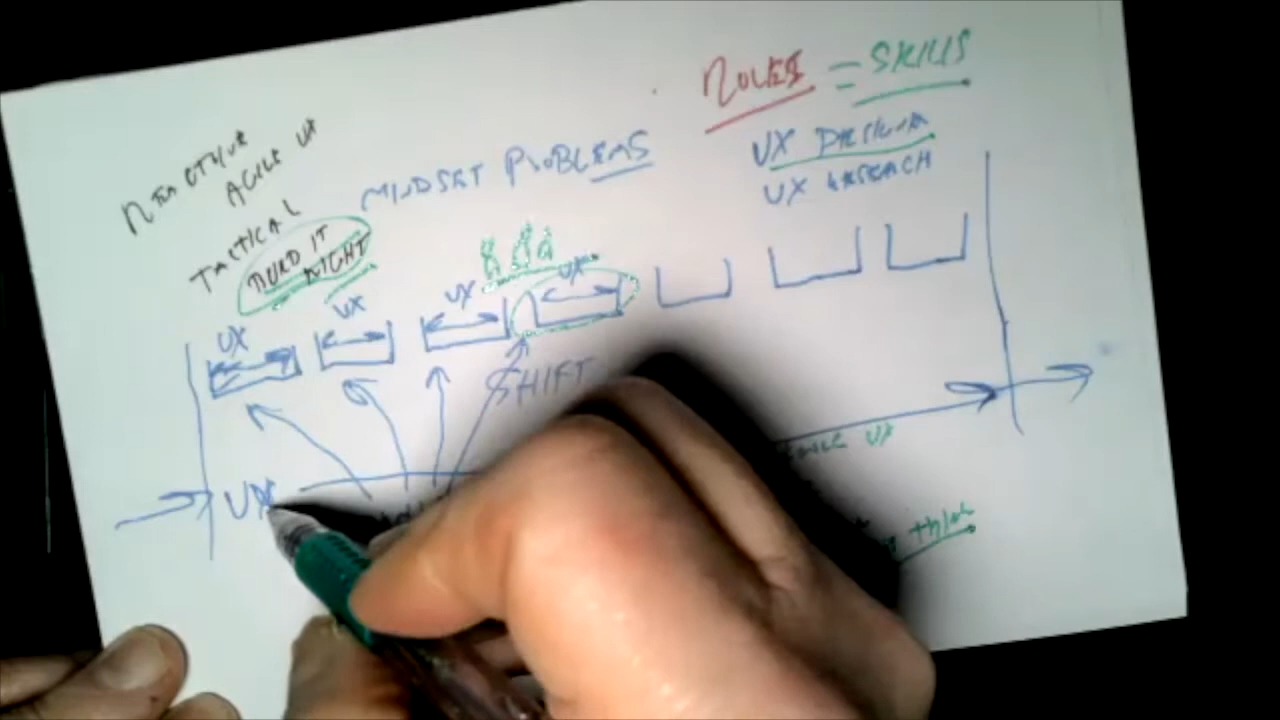 ROLES = SKILLS
UX DESIGN
UX RESEARCH
MINDSET PROBLEMS
AGILE UX
TACTICAL
BUILD IT
RIGHT
UX
UX
UX
UX
SHIFT
UX
UX